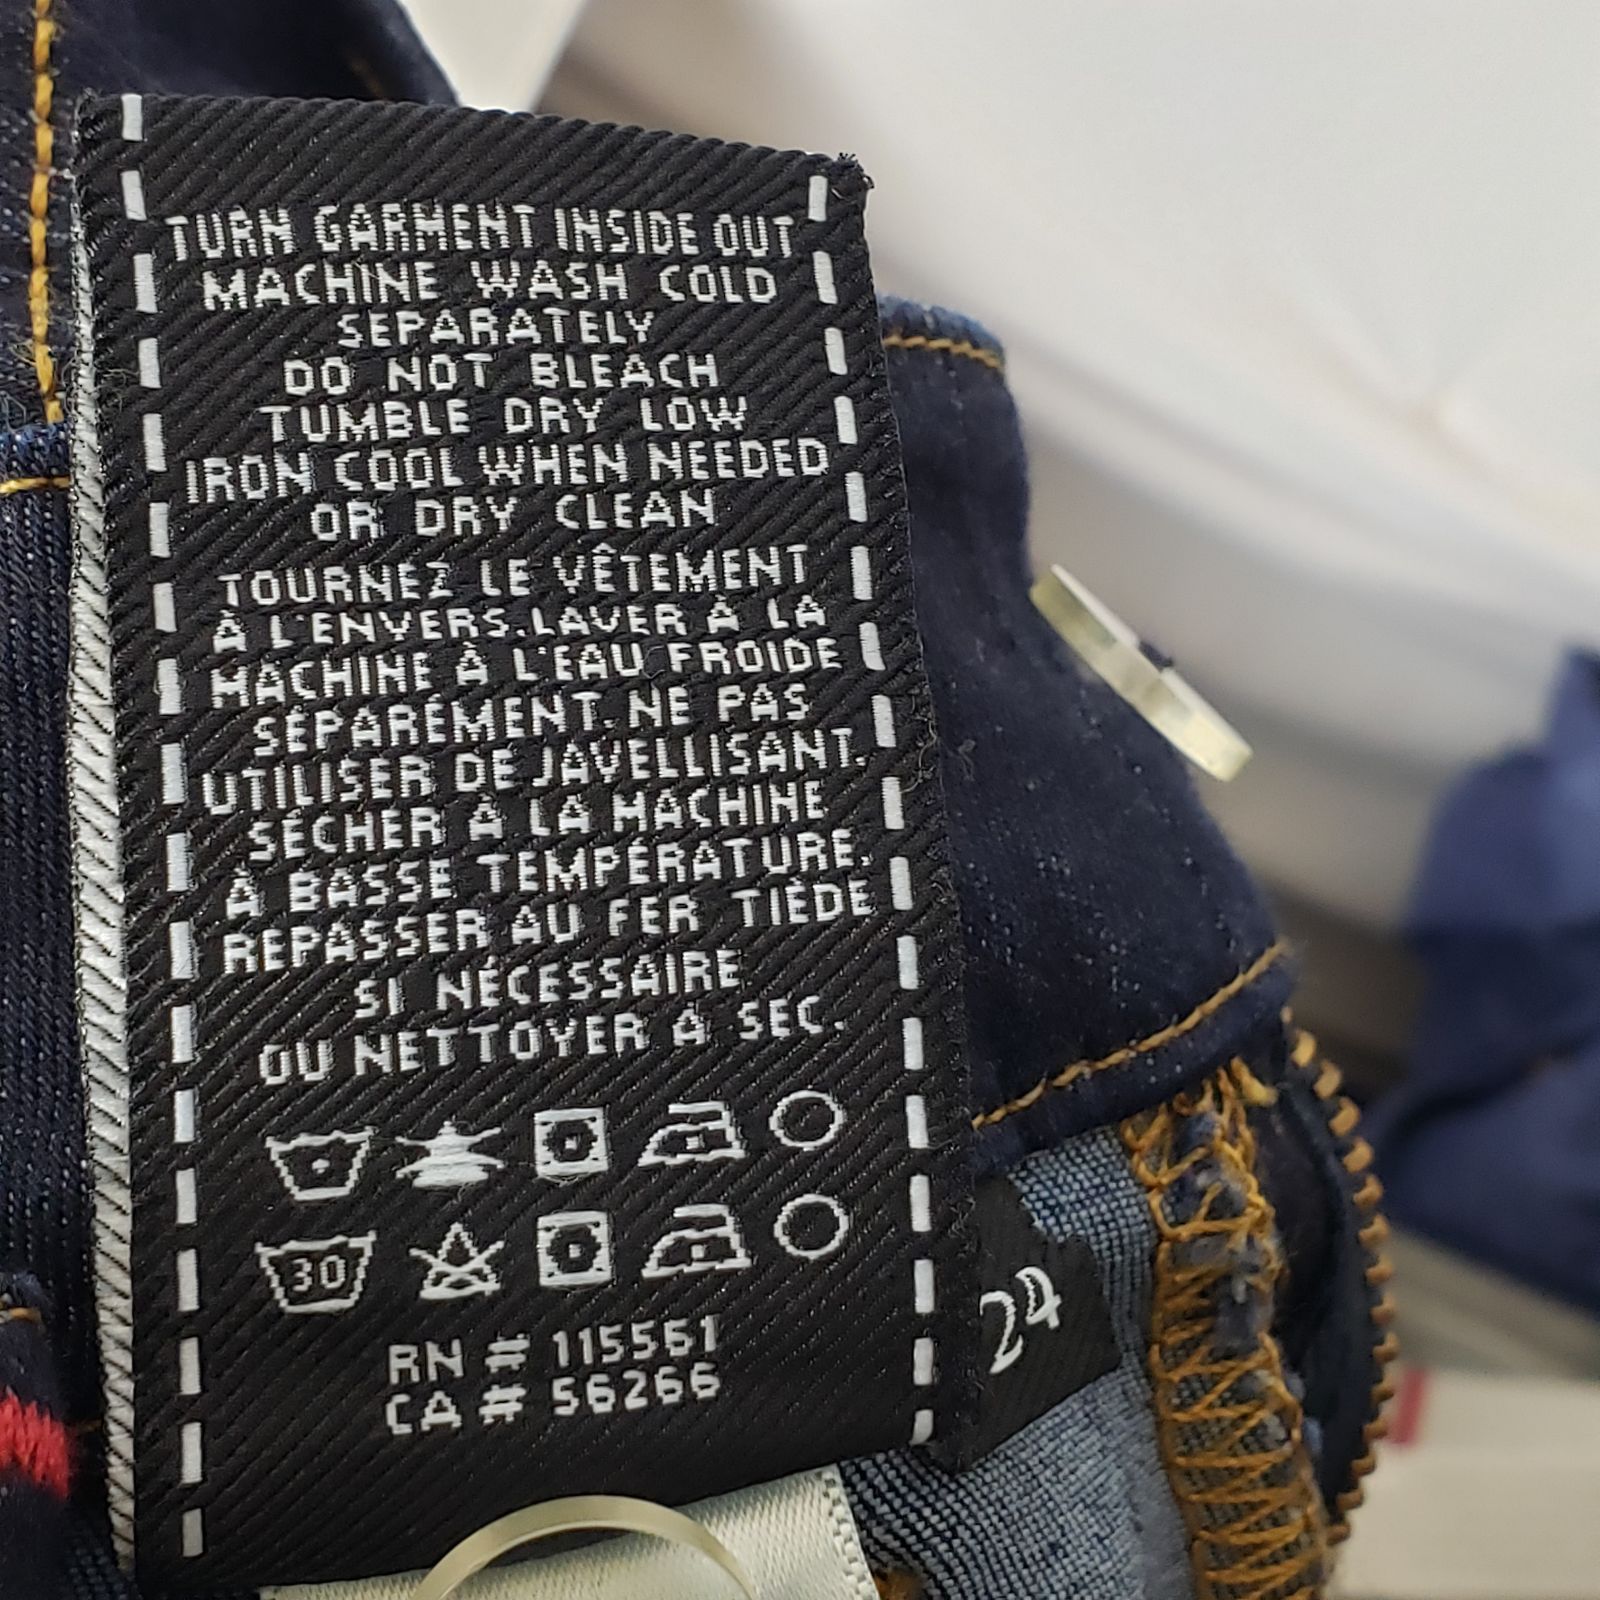 TURN GARMENT INSIDE OUT
MACHINE WASH COLD
SEPARATELY
DO NOT BLEACH
TUMBLE DRY LOW
IRON COOL WHEN NEEDED
OR DRY CLEAN
TOURNEZ LE VÊTEMENT
À L'ENVERS.LAVER À LA
MACHINE À L'EAU FROIDE
SÉPARÉMENT. NE PAS
UTILISER DE JAVELLISANT.
SÉCHER À LA MACHINE
À BASSE TEMPÉRATURE.
REPASSER AU FER TIÈDE
SI NÉCESSAIRE
OU NETTOYER À SEC.
30
RN # 115561
CA # 56266
24